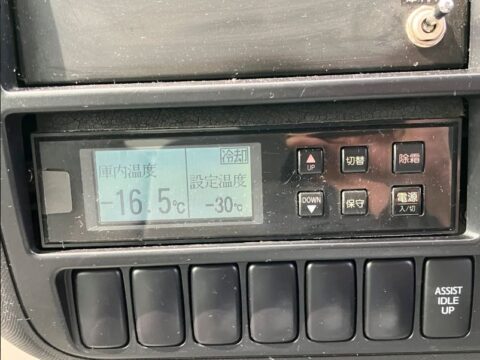 庫内温度
-16.5℃
冷却
設定温度
-30℃
▲
UP
切替
除霜
DOWN
▼
保守
電源
入/切
ASSIST
IDLE
UP